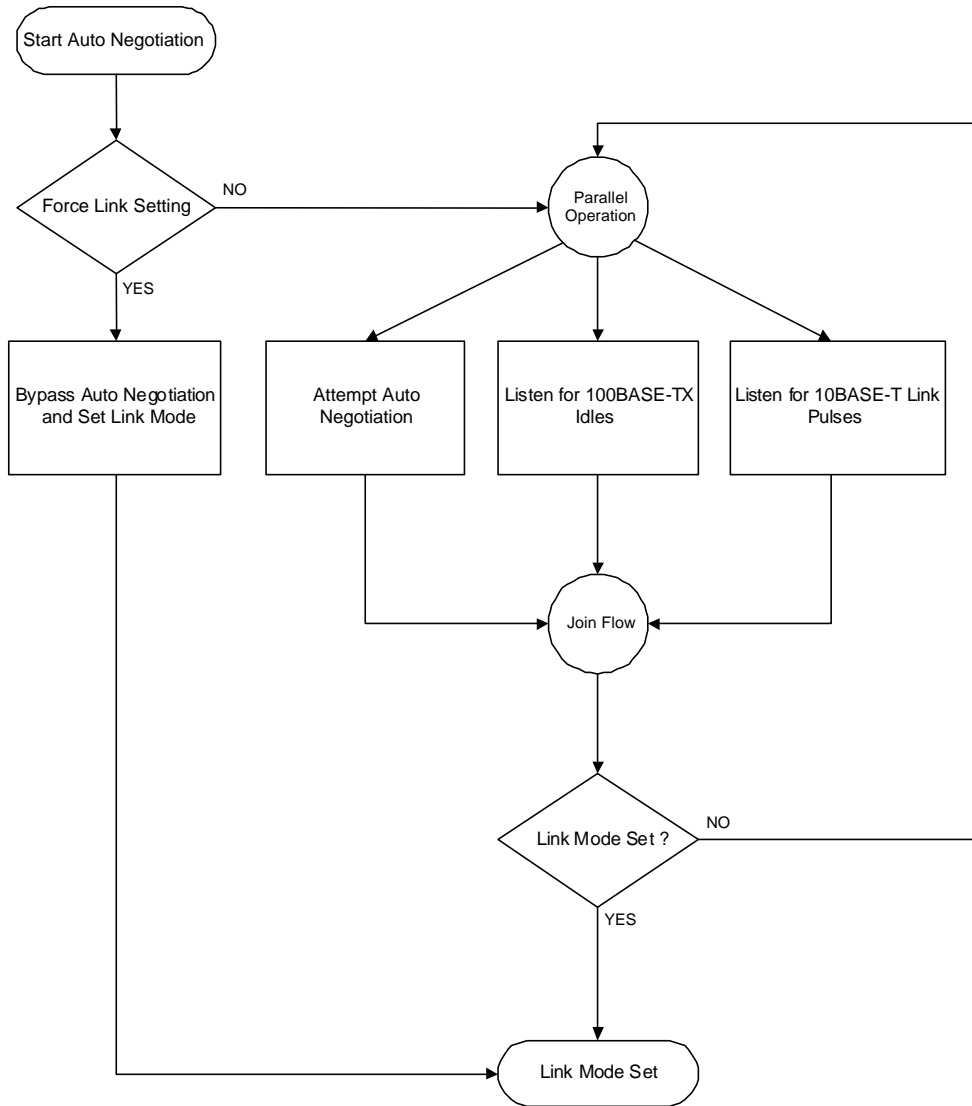 Start Auto Negotiation
Force Link Setting
NO
YES
Parallel
Operation
Bypass Auto Negotiation
and Set Link Mode
Attempt Auto
Negotiation
Listen for 100BASE-TX
Idles
Listen for 10BASE-T Link
Pulses
Join Flow
Link Mode Set ?
NO
YES
Link Mode Set